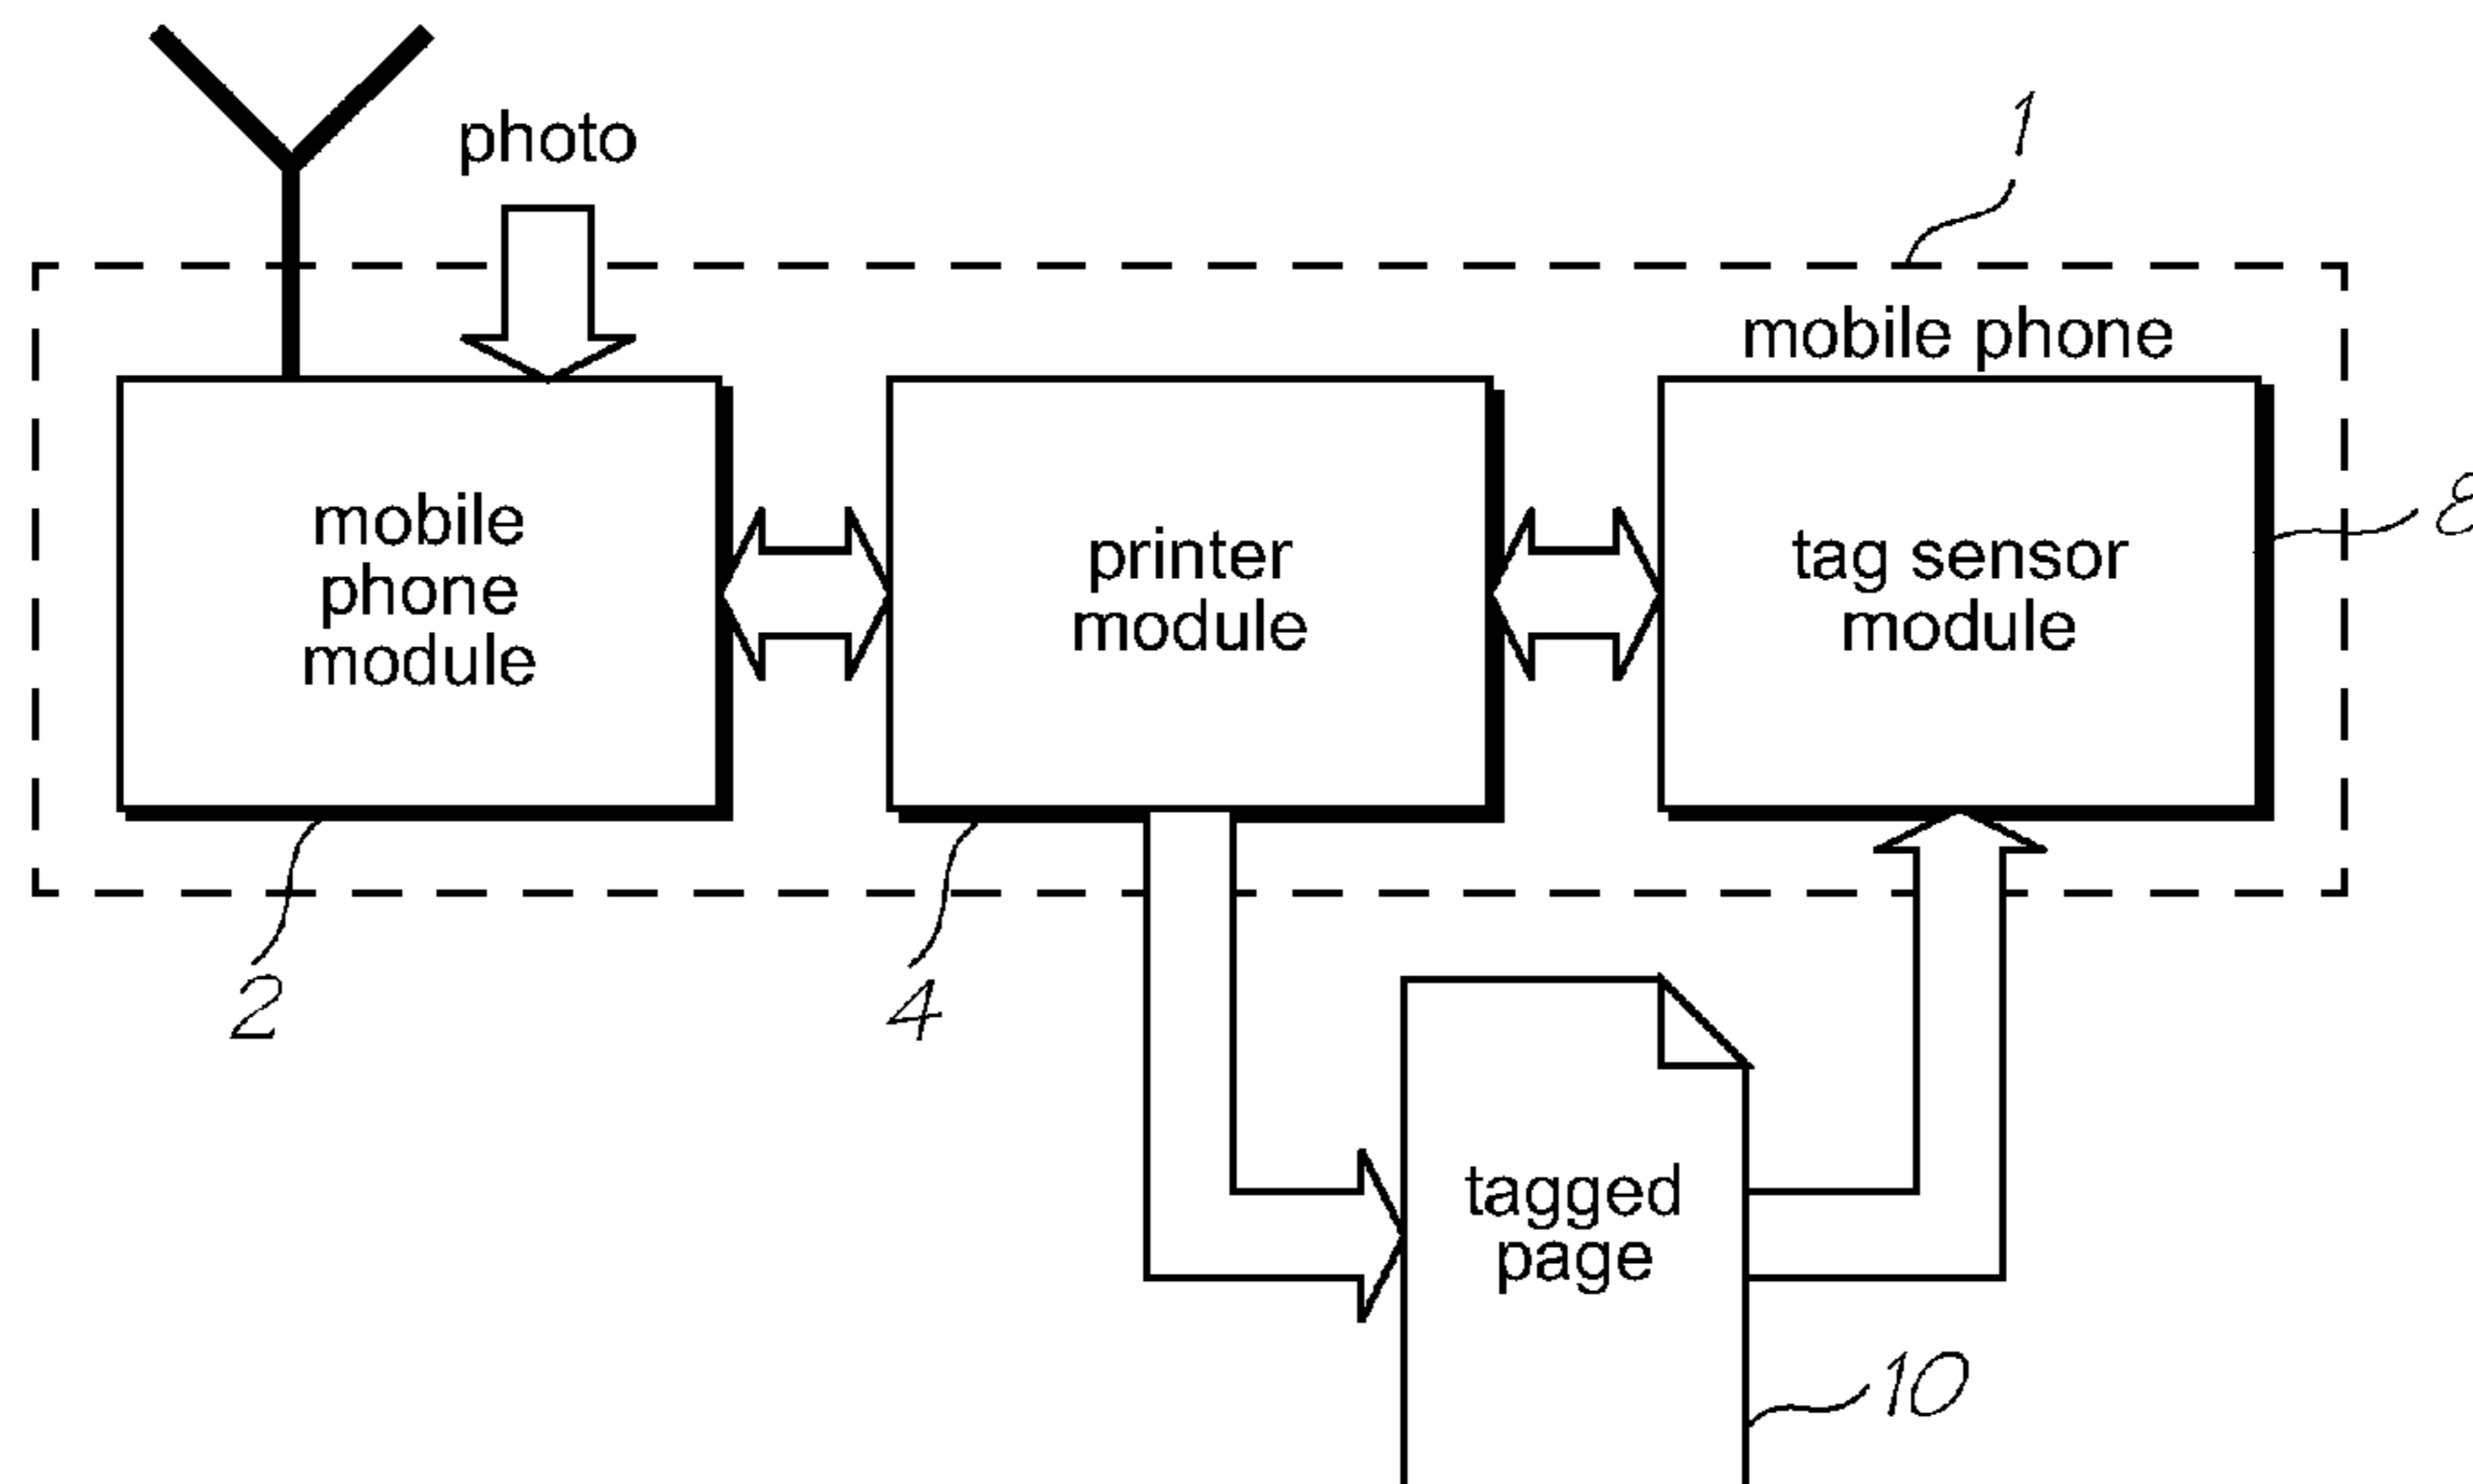 photo
1
mobile phone
mobile
phone
module
printer
module
tag sensor
module
8
2
4
tagged
page
10